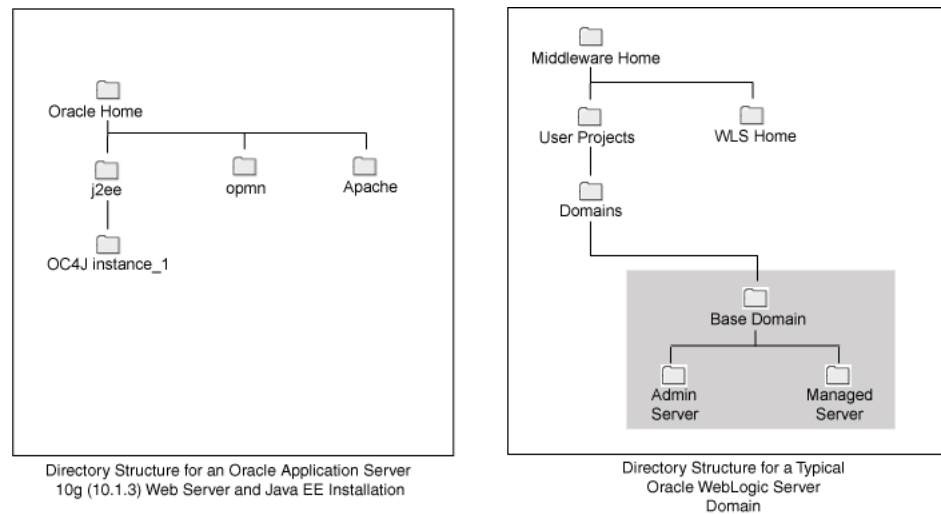 Oracle Home
j2ee
opmn
Apache
OC4J instance_1
Directory Structure for an Oracle Application Server
10g (10.1.3) Web Server and Java EE Installation
Middleware Home
User Projects
WLS Home
Domains
Base Domain
Admin
Server
Managed
Server
Directory Structure for a Typical
Oracle WebLogic Server
Domain